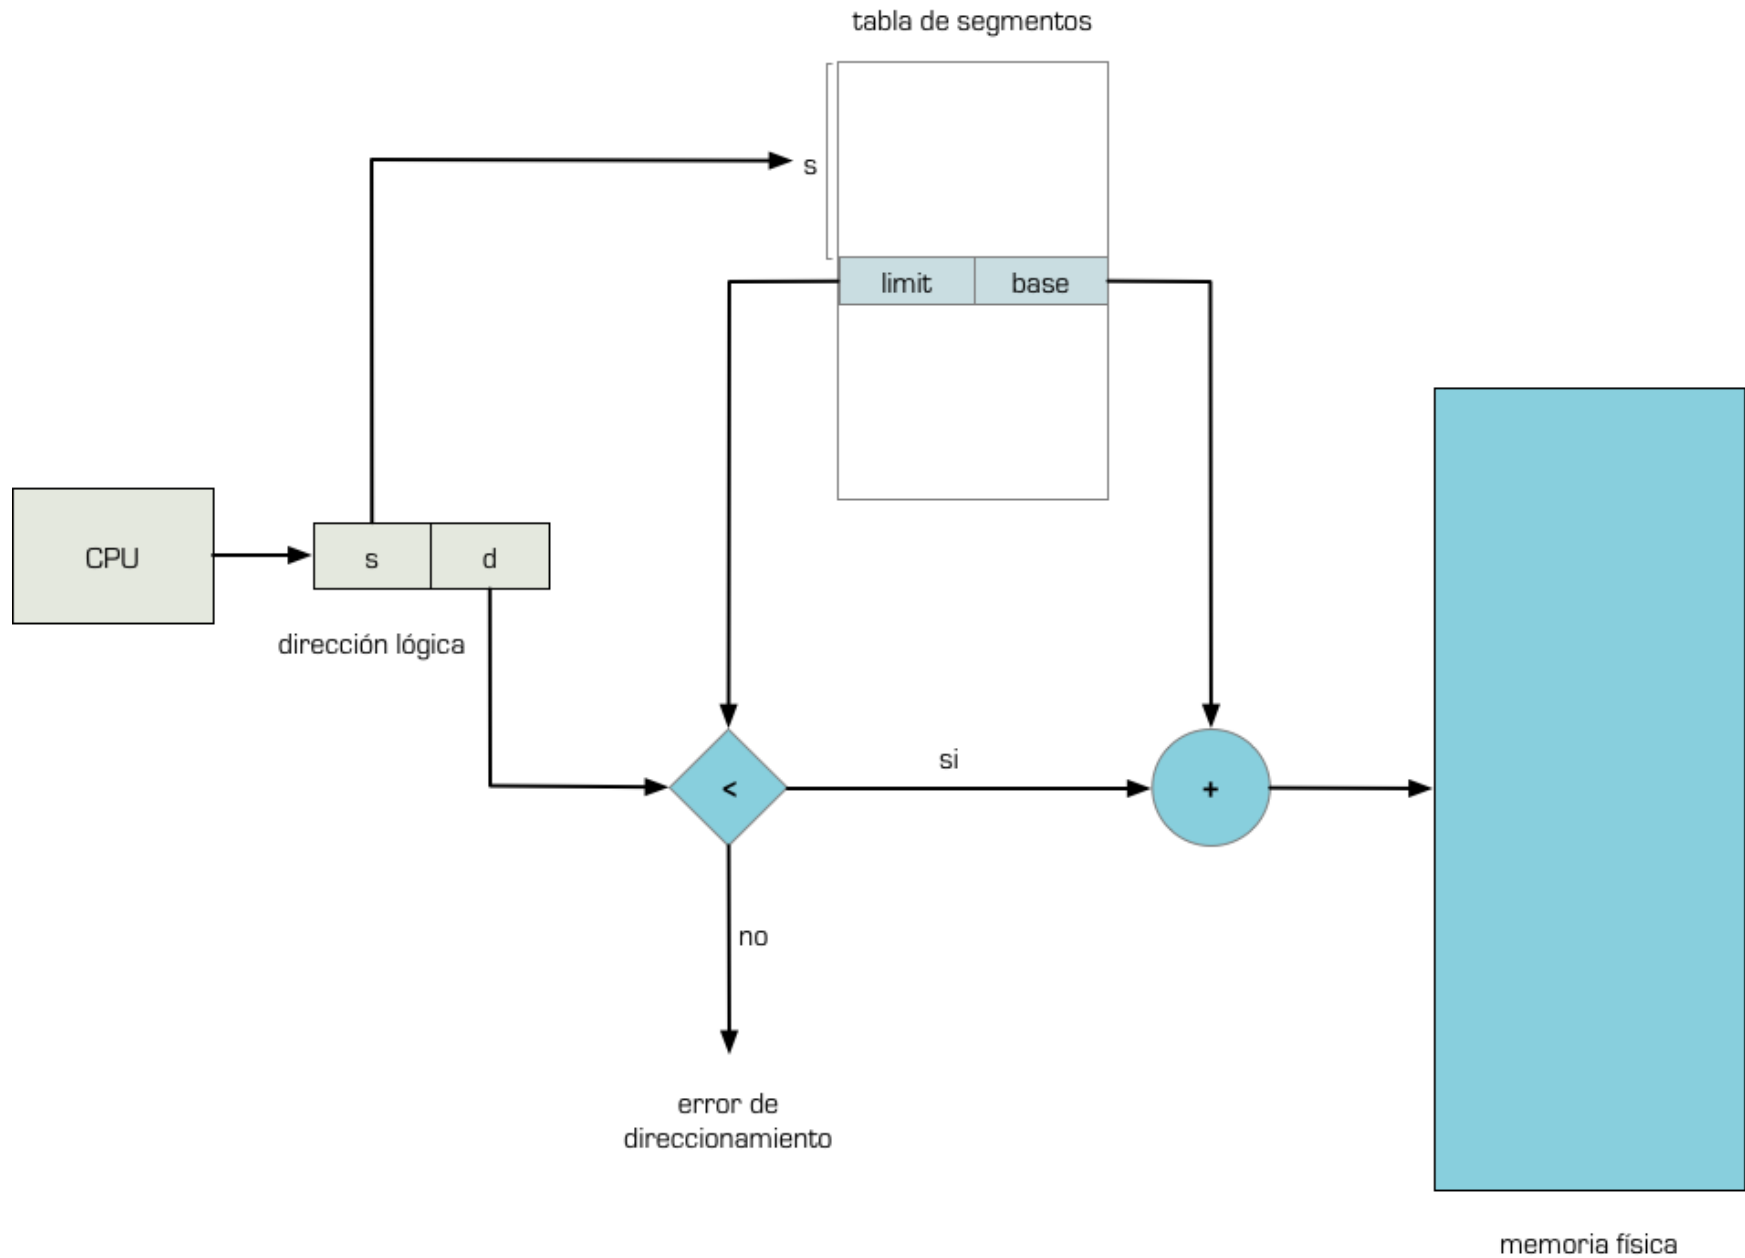 tabla de segmentos
s
limit
base
CPU
s
d
dirección lógica
<
si
+
no
error de
direccionamiento
memoria física